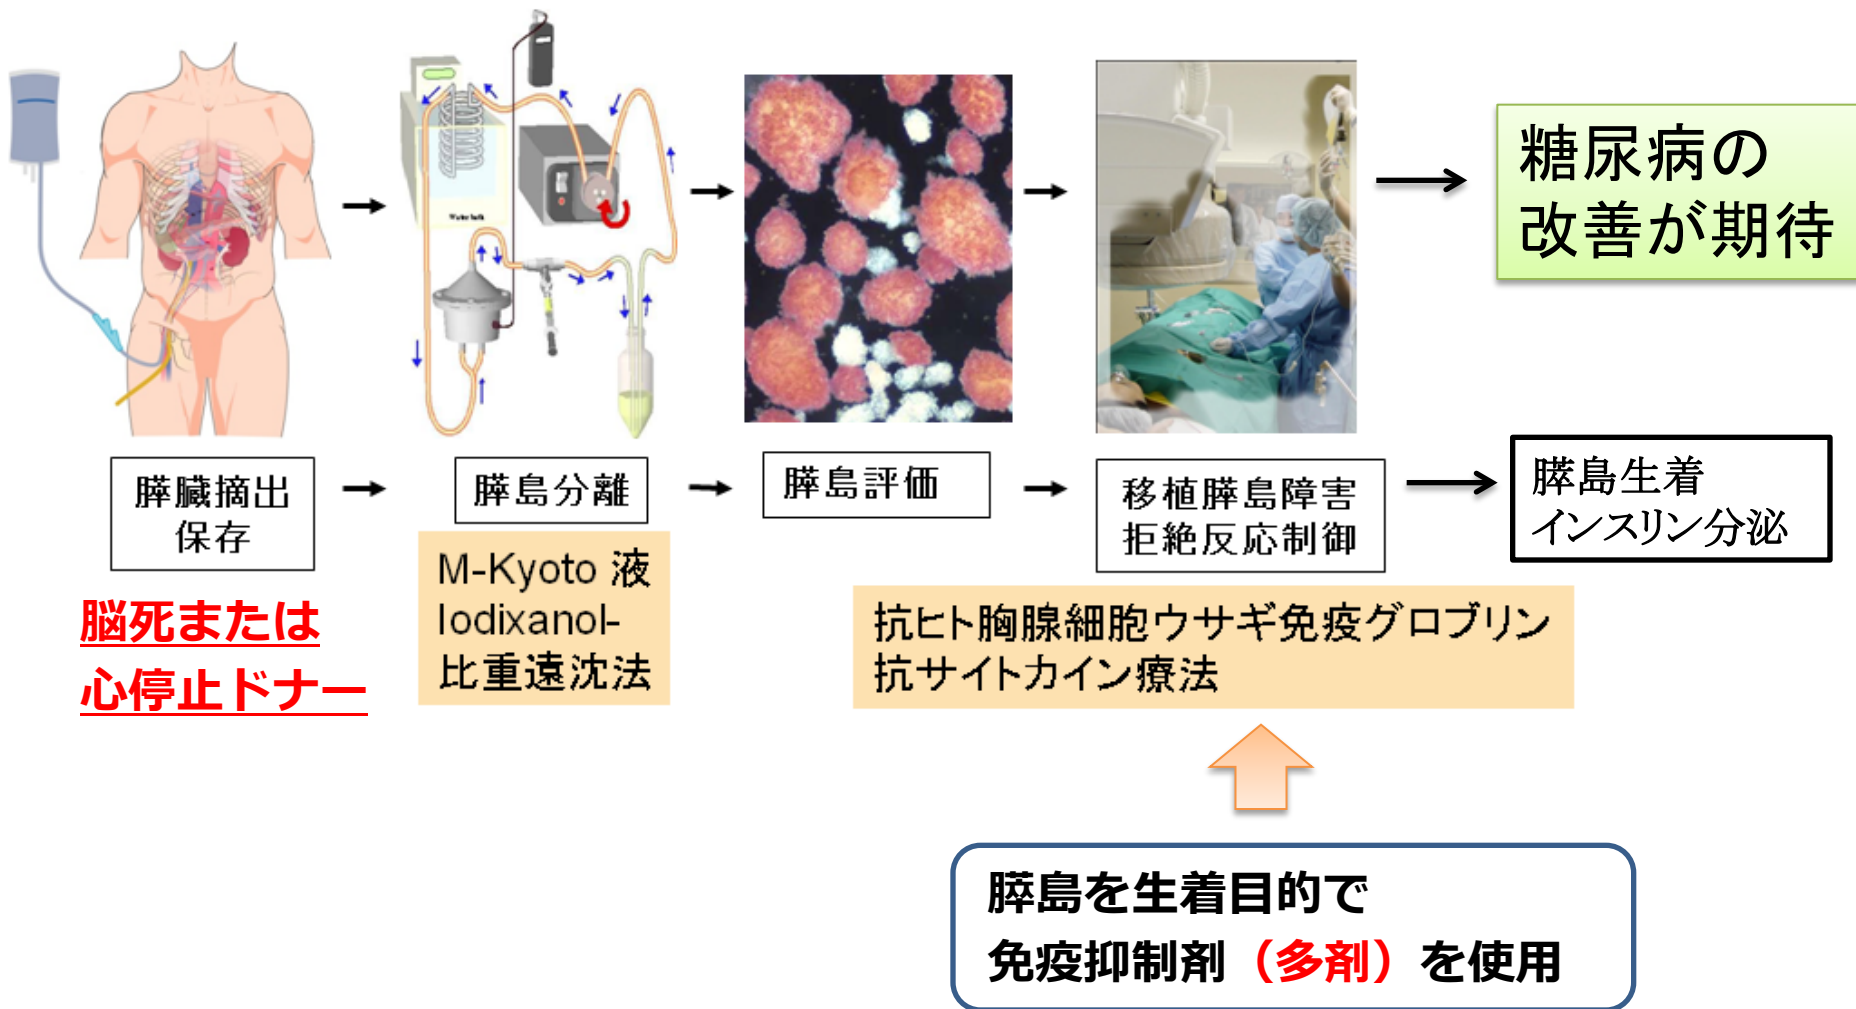 Water bath
糖尿病の
改善が期待
膵臓摘出
保存
膵島分離
膵島評価
移植膵島障害
拒絶反応制御
膵島生着
インスリン分泌
脳死または
心停止ドナー
M-Kyoto 液
Iodixanol-
比重遠沈法
抗ヒト胸腺細胞ウサギ免疫グロブリン
抗サイトカイン療法
膵島を生着目的で
免疫抑制剤（多剤）を使用